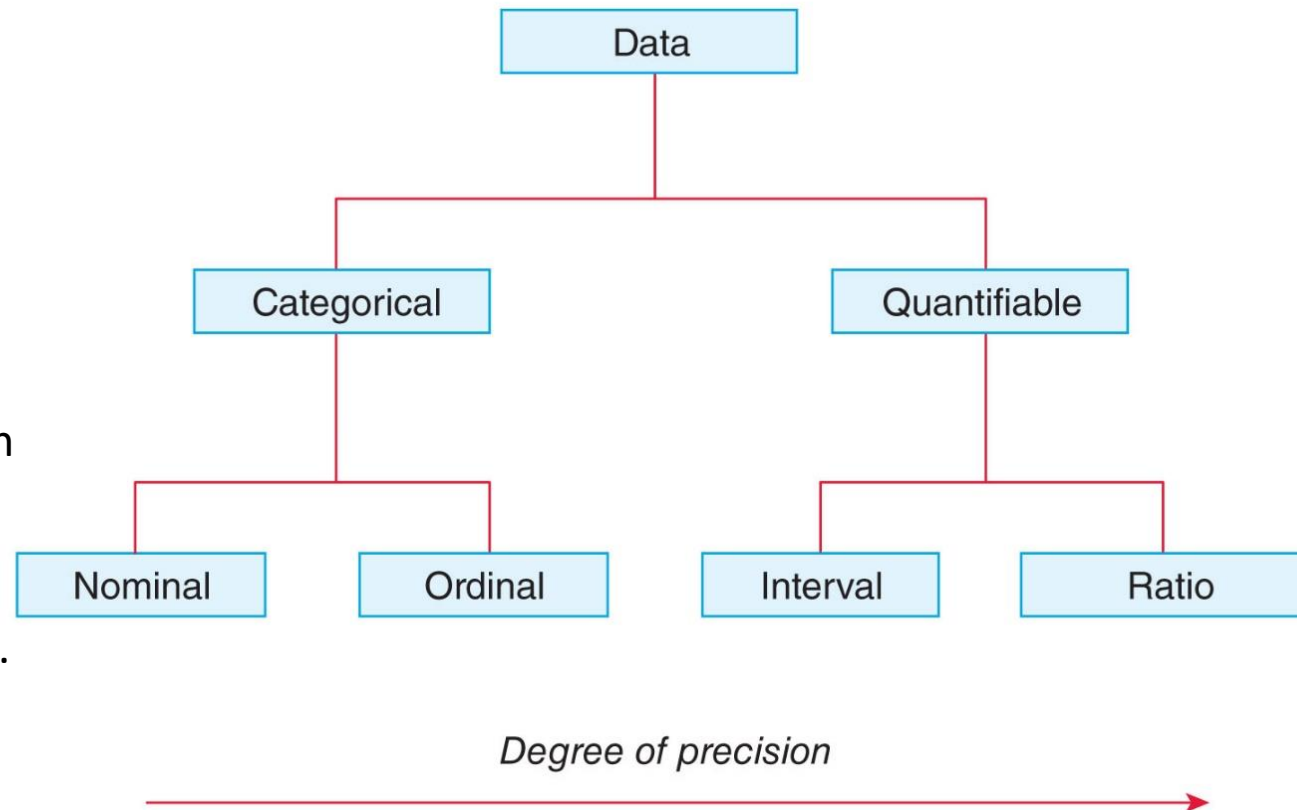 Data
Categorical Quantifiable
n
Nominal Ordinal Interval Ratio
.
Degree of precision